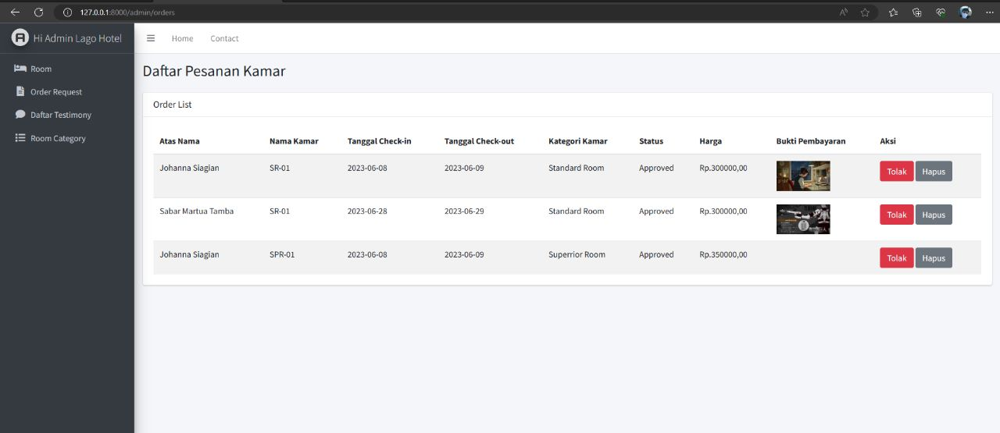 127.0.0.1:8000/admin/orders
A Hi Admin Lago Hotel
Home Contact
Room
Order Request
Daftar Testimony
Room Category
Daftar Pesanan Kamar
Order List
Atas Nama Nama Kamar Tanggal Check-in Tanggal Check-out Kategori Kamar Status Harga Bukti Pembayaran Aksi
Johanna Siagian SR-01 2023-06-08 2023-06-09 Standard Room Approved Rp.300000,00 Tolak Hapus
Sabar Martua Tamba SR-01 2023-06-28 2023-06-29 Standard Room Approved Rp.300000,00 Tolak Hapus
Johanna Siagian SPR-01 2023-06-08 2023-06-09 Superrior Room Approved Rp.350000,00 Tolak Hapus